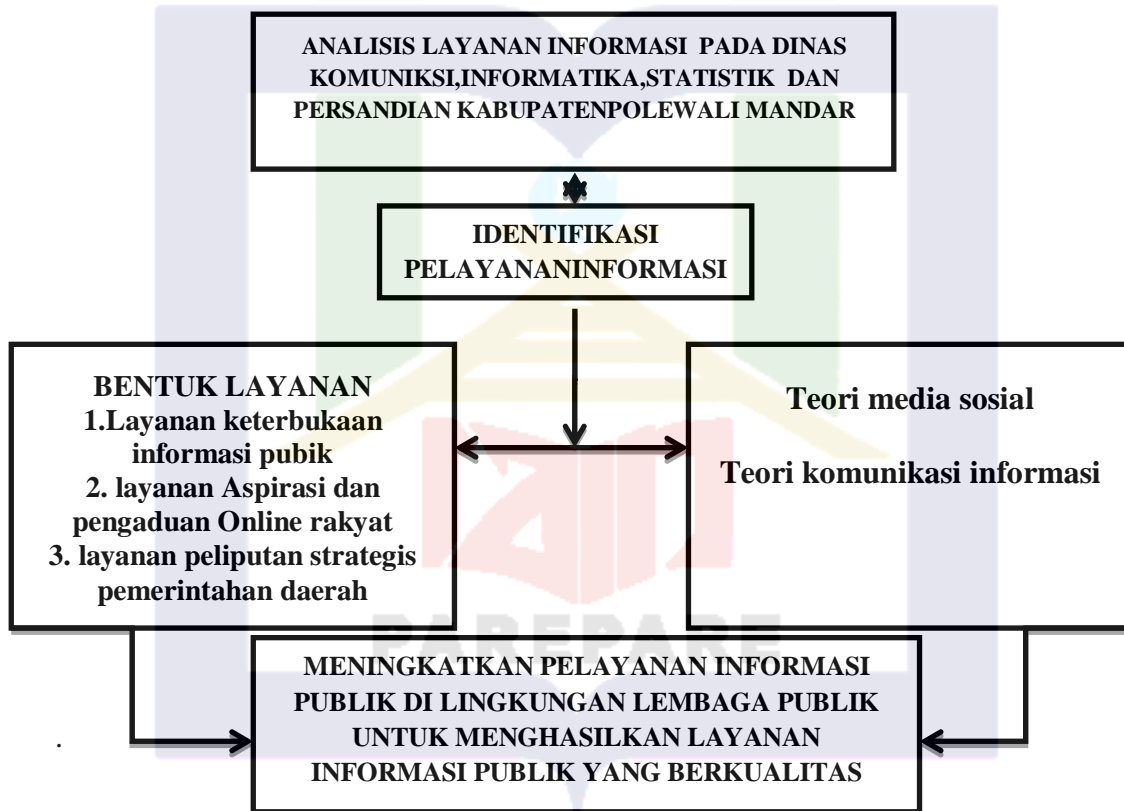 ANALISIS LAYANAN INFORMASI PADA DINAS
KOMUNIKSI,INFORMATIKA,STATISTIK DAN
PERSANDIAN KABUPATENPOLEWALI MANDAR
IDENTIFIKASI
PELAYANANINFORMASI
BENTUK LAYANAN
1.Layanan keterbukaan
informasi pubik
2. layanan Aspirasi dan
pengaduan Online rakyat
3. layanan peliputan strategis
pemerintahan daerah
Teori media sosial
Teori komunikasi informasi
PAREPARE
MENINGKATKAN PELAYANAN INFORMASI
PUBLIK DI LINGKUNGAN LEMBAGA PUBLIK
UNTUK MENGHASILKAN LAYANAN
INFORMASI PUBLIK YANG BERKUALITAS
.